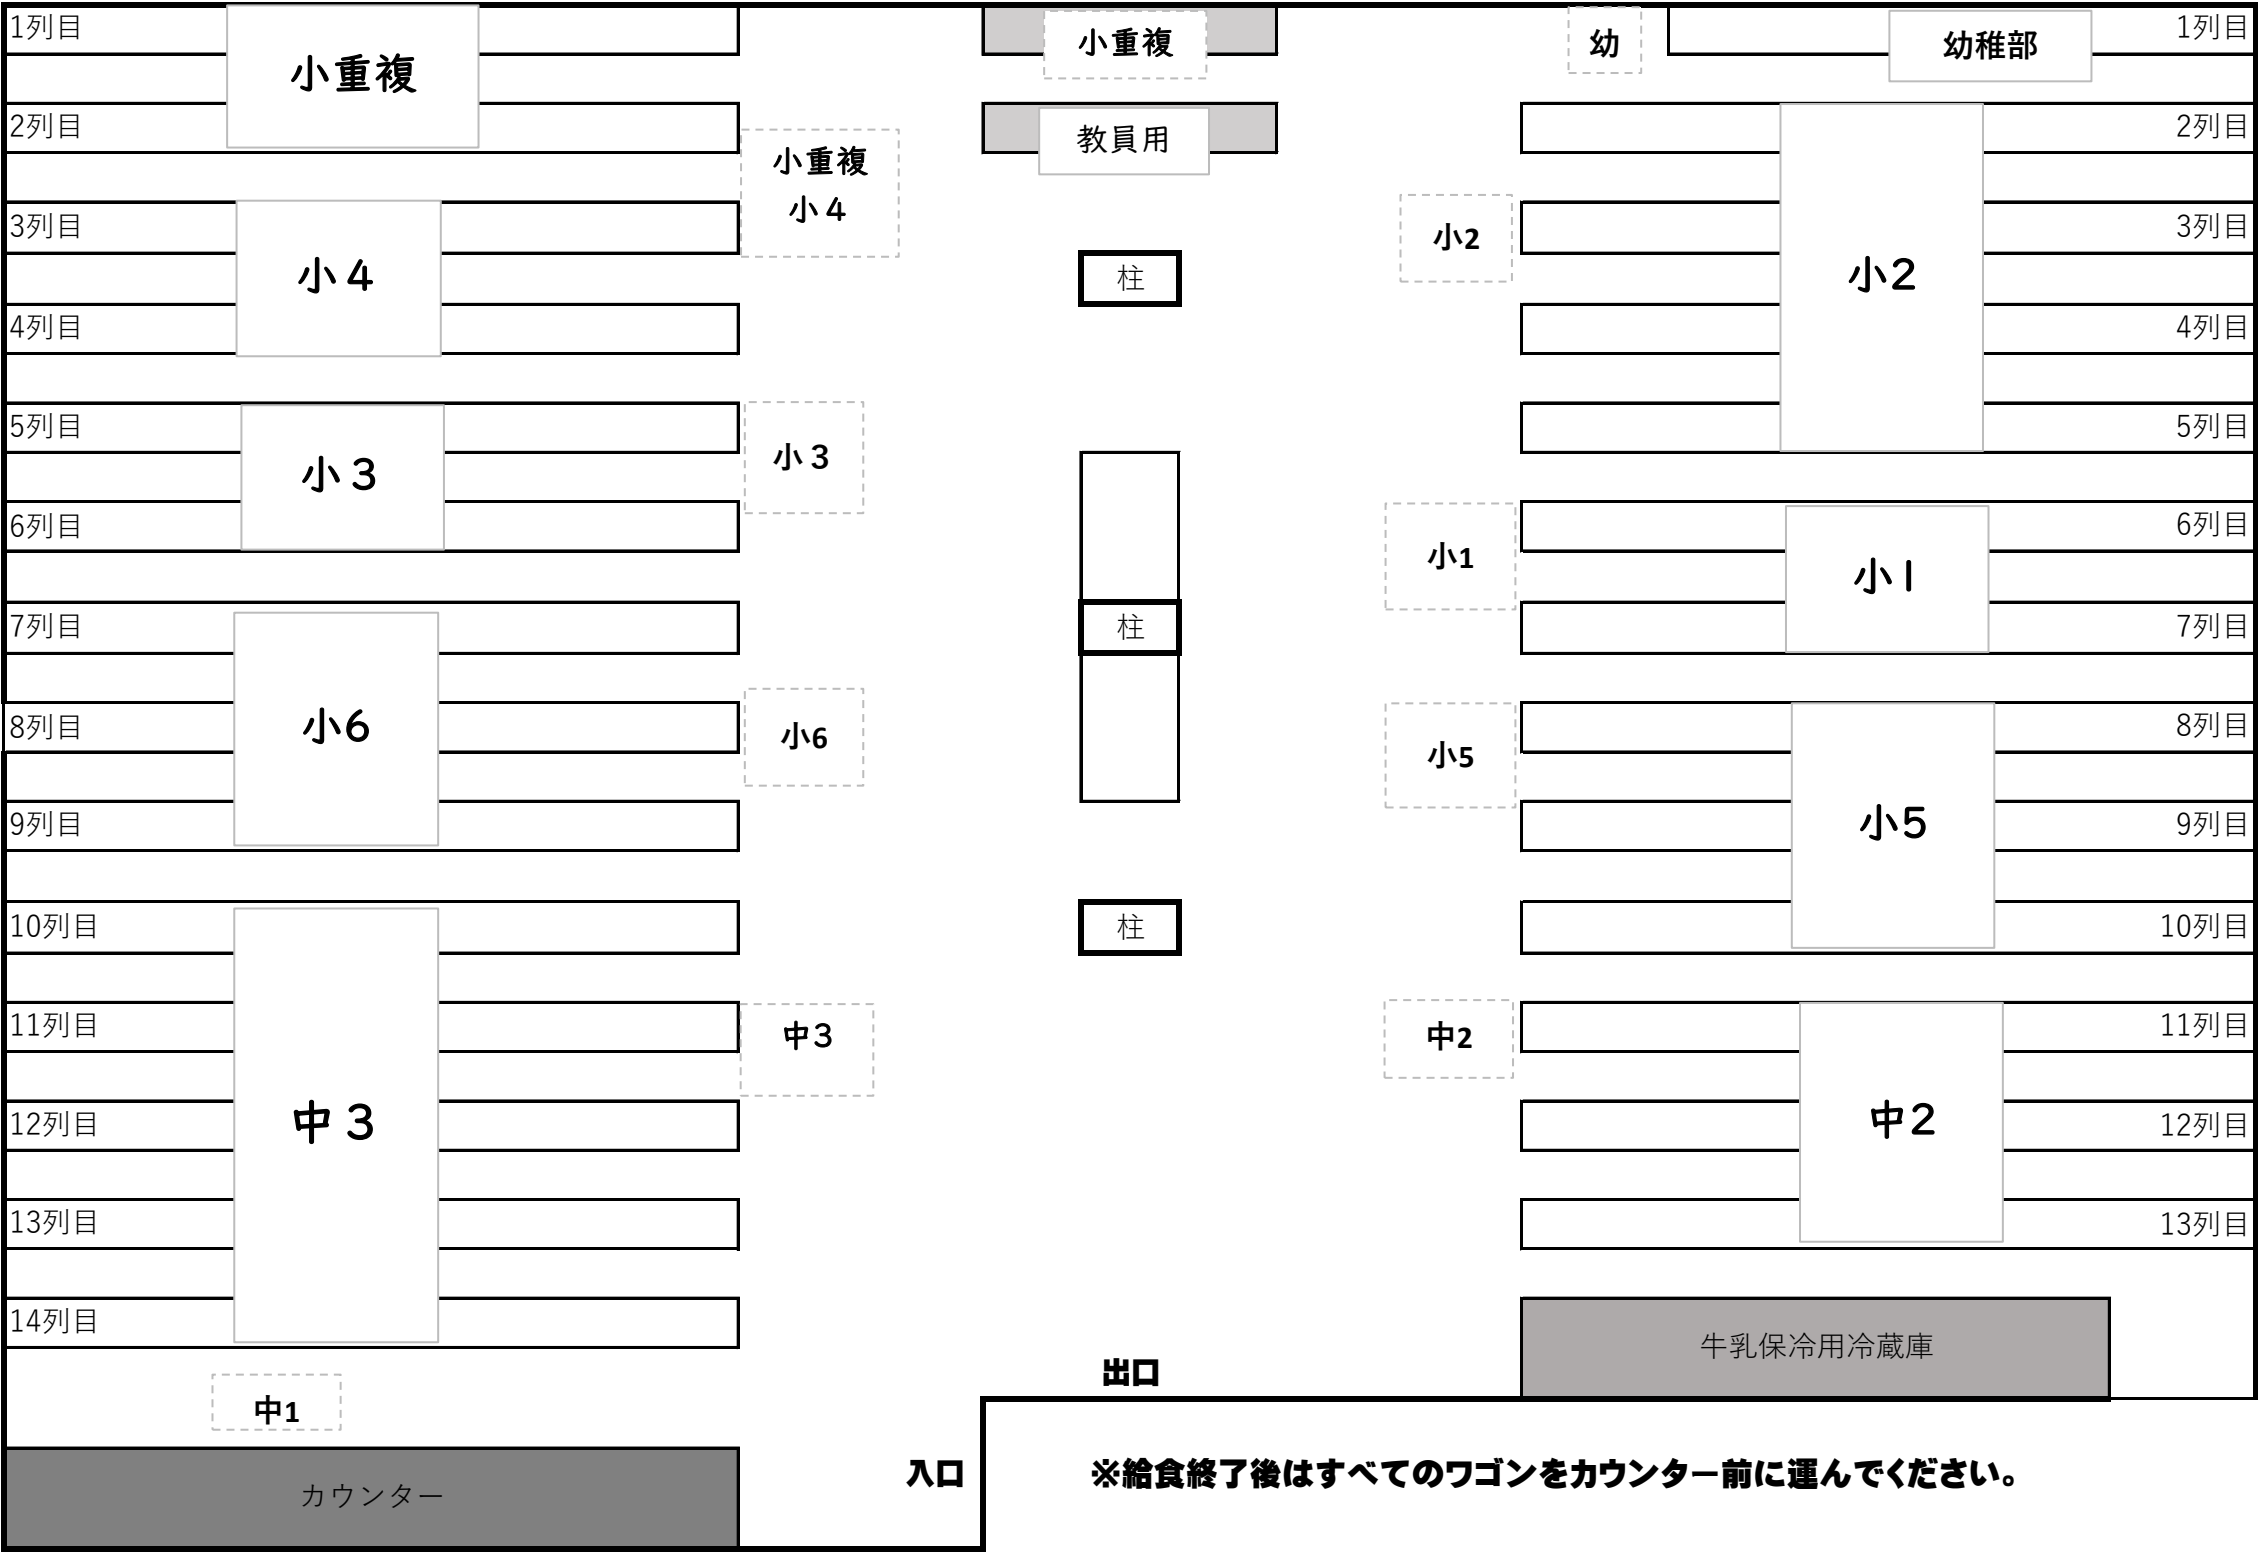 1列目
小重複
2列目
小重複
小４
3列目
小４
4列目
5列目
小３
小３
6列目
7列目
小6
小6
8列目
9列目
10列目
中３
11列目
中３
12列目
13列目
14列目
中1
カウンター
小重複
教員用
柱
柱
柱
出口
入口
幼
幼稚部
1列目
2列目
小2
小2
3列目
4列目
5列目
小1
小1
6列目
7列目
小5
小5
8列目
9列目
10列目
中2
中2
11列目
12列目
13列目
牛乳保冷用冷蔵庫
※給食終了後はすべてのワゴンをカウンター前に運んでください。